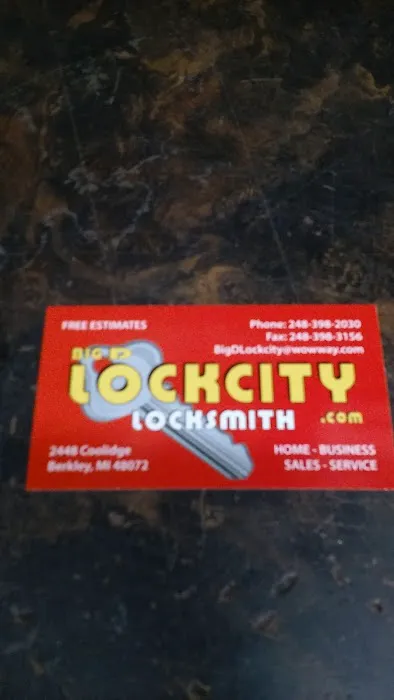 FREE ESTIMATES
Phone: 248-398-2030
Fax: 248-398-3156
BigDLockcity@wowway.com
BIG D'S
LOCKCITY
LOCKSMITH
.com
2448 Coolidge
Berkley, MI 48072
HOME - BUSINESS
SALES - SERVICE